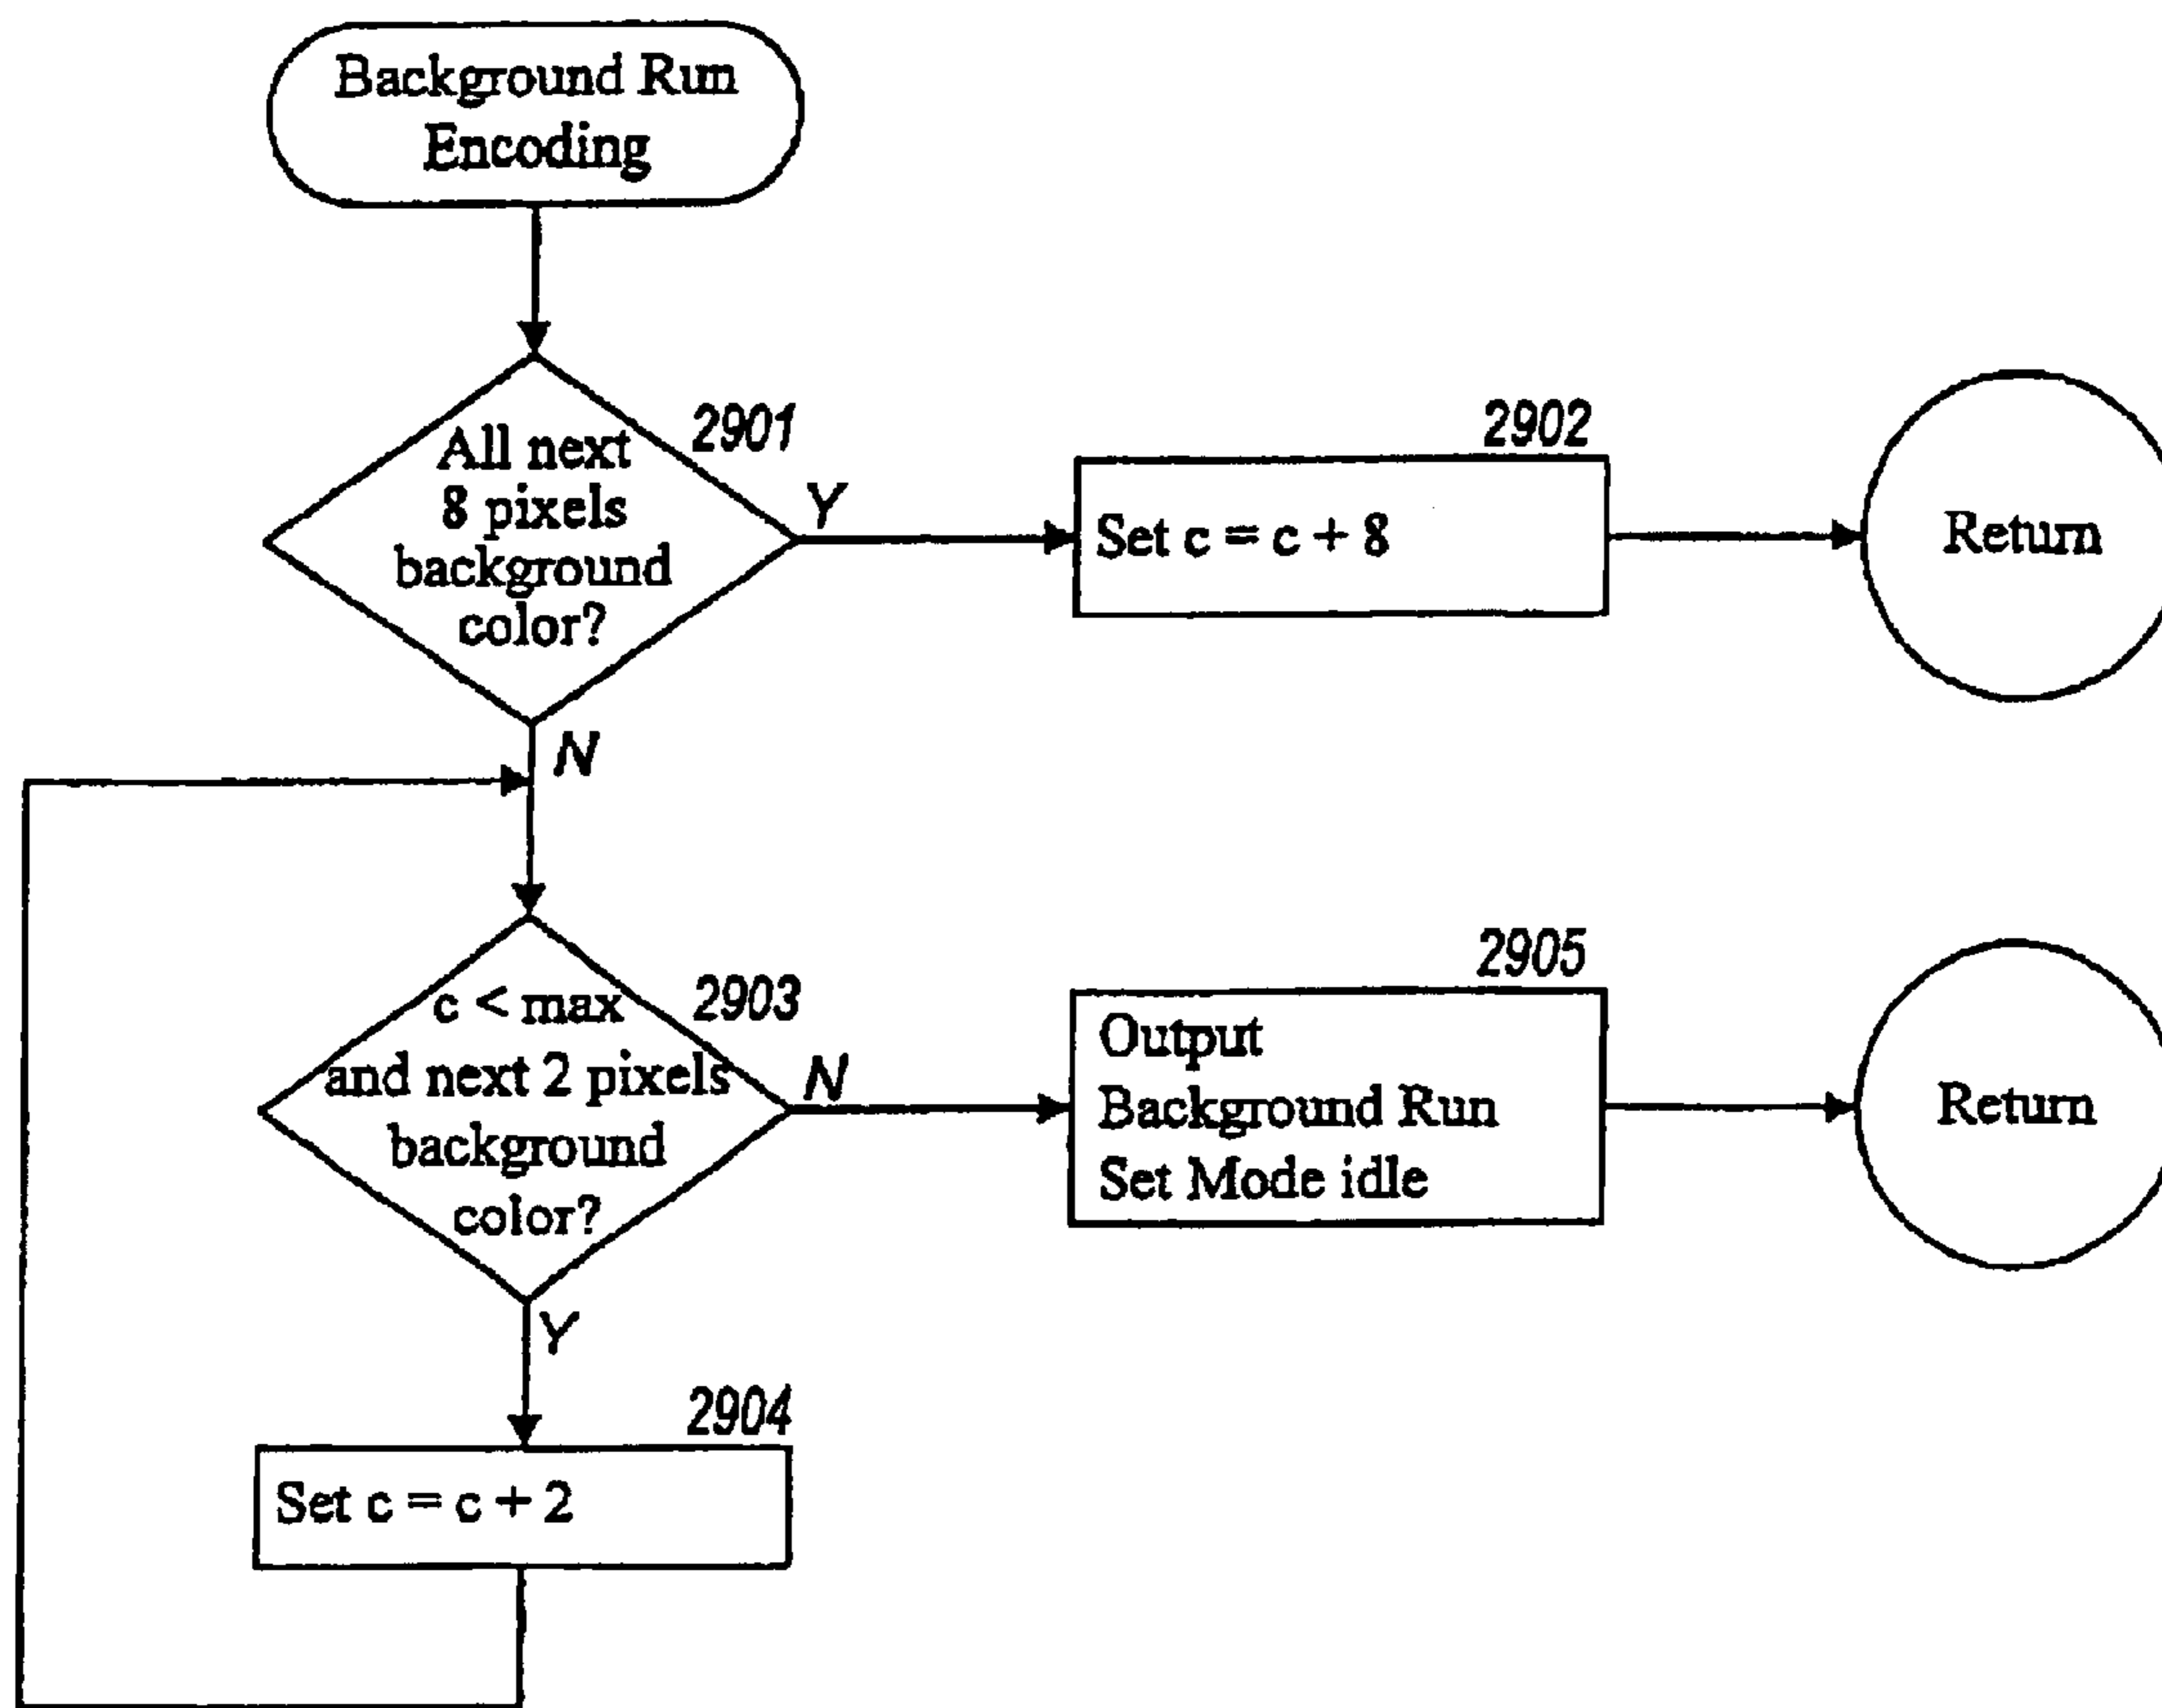 Background Run
Encoding
2901
All next
8 pixels
background
color?
Y
2902
Set c = c + 8
Return
N
2903
c < max
and next 2 pixels
background
color?
N
2905
Output
Background Run
Set Mode idle
Return
Y
2904
Set c = c + 2